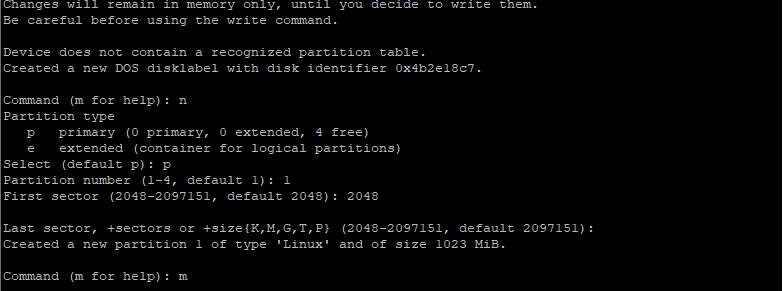 Changes will remain in memory only, until you decide to write them.
Be careful before using the write command.
Device does not contain a recognized partition table.
Created a new DOS disklabel with disk identifier 0x4b2e18c7.
Command (m for help): n
Partition type
   p   primary (0 primary, 0 extended, 4 free)
   e   extended (container for logical partitions)
Select (default p): p
Partition number (1-4, default 1): 1
First sector (2048-2097151, default 2048): 2048
Last sector, +sectors or +size{K,M,G,T,P} (2048-2097151, default 2097151):
Created a new partition 1 of type 'Linux' and of size 1023 MiB.
Command (m for help): m